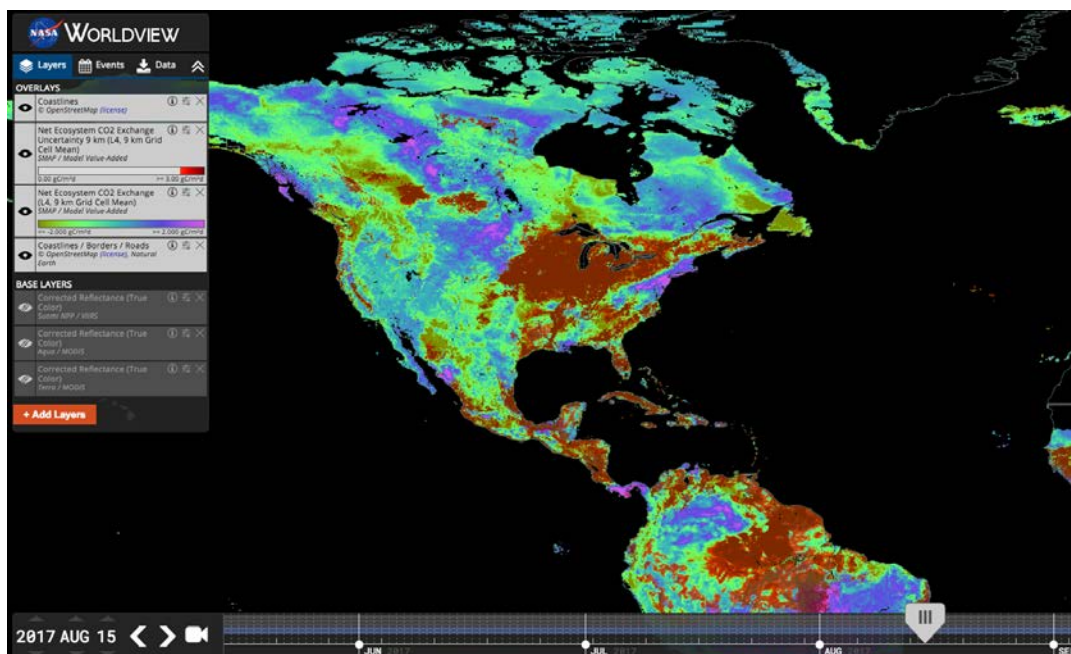 NASA WORLDVIEW
Layers Events Data
OVERLAYS
Coastlines
© OpenStreetMap (license)
Net Ecosystem CO2 Exchange
Uncertainty 9 km (L4, 9 km Grid
Cell Mean)
SMAP / Model Value-Added
0.00 gC/m²/d >= 3.00 gC/m²/d
Net Ecosystem CO2 Exchange
(L4, 9 km Grid Cell Mean)
SMAP / Model Value-Added
<= -2.000 gC/m²/d >= 2.000 gC/m²/d
Coastlines / Borders / Roads
© OpenStreetMap (license), Natural
Earth
BASE LAYERS
Corrected Reflectance (True
Color)
Suomi NPP / VIIRS
Corrected Reflectance (True
Color)
Aqua / MODIS
Corrected Reflectance (True
Color)
Terra / MODIS
+ Add Layers
2017 AUG 15
JUN 2017 JUL 2017 AUG 2017 SE